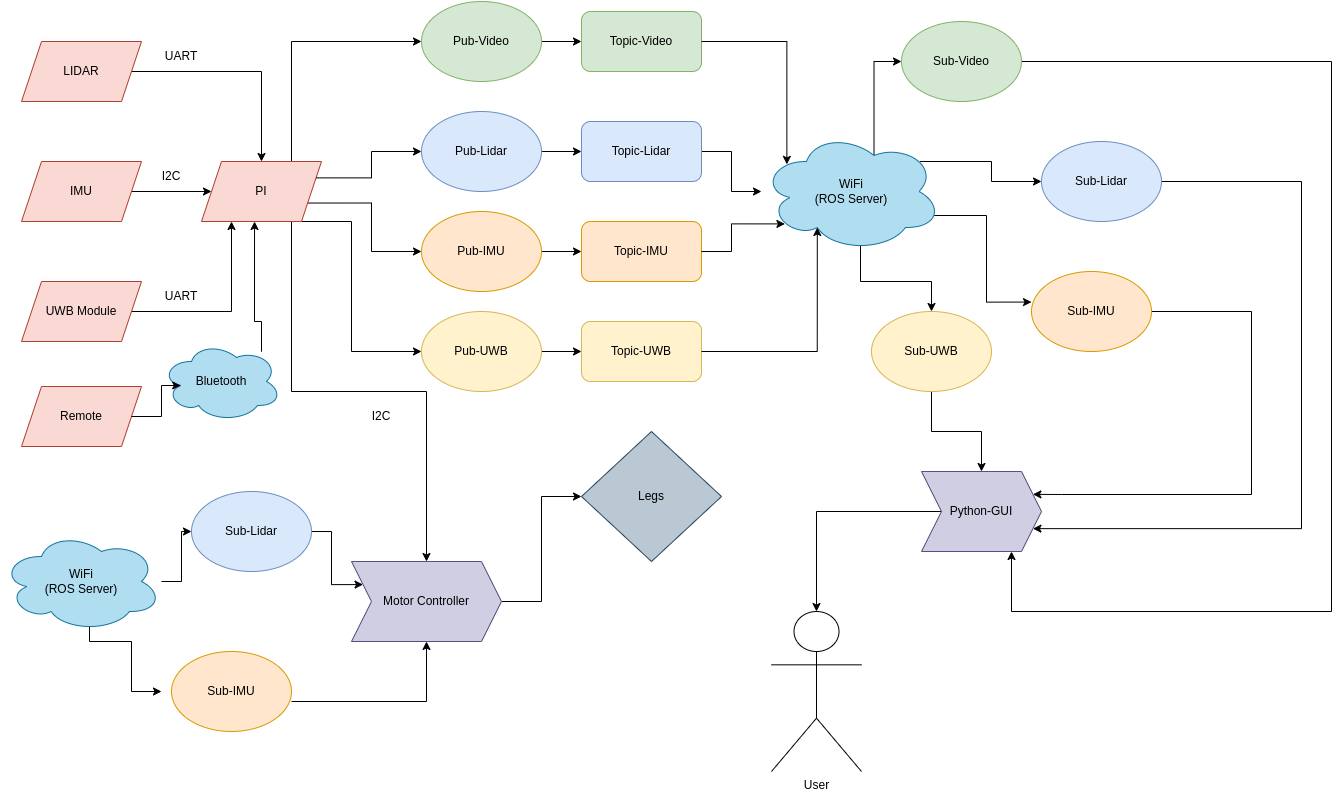 Pub-Video
Topic-Video
Sub-Video
UART
LIDAR
Pub-Lidar
Topic-Lidar
I2C
IMU
PI
WiFi
(ROS Server)
Sub-Lidar
Pub-IMU
Topic-IMU
UART
UWB Module
Sub-IMU
Pub-UWB
Topic-UWB
Sub-UWB
Bluetooth
Remote
I2C
Legs
Python-GUI
Sub-Lidar
WiFi
(ROS Server)
Motor Controller
Sub-IMU
User